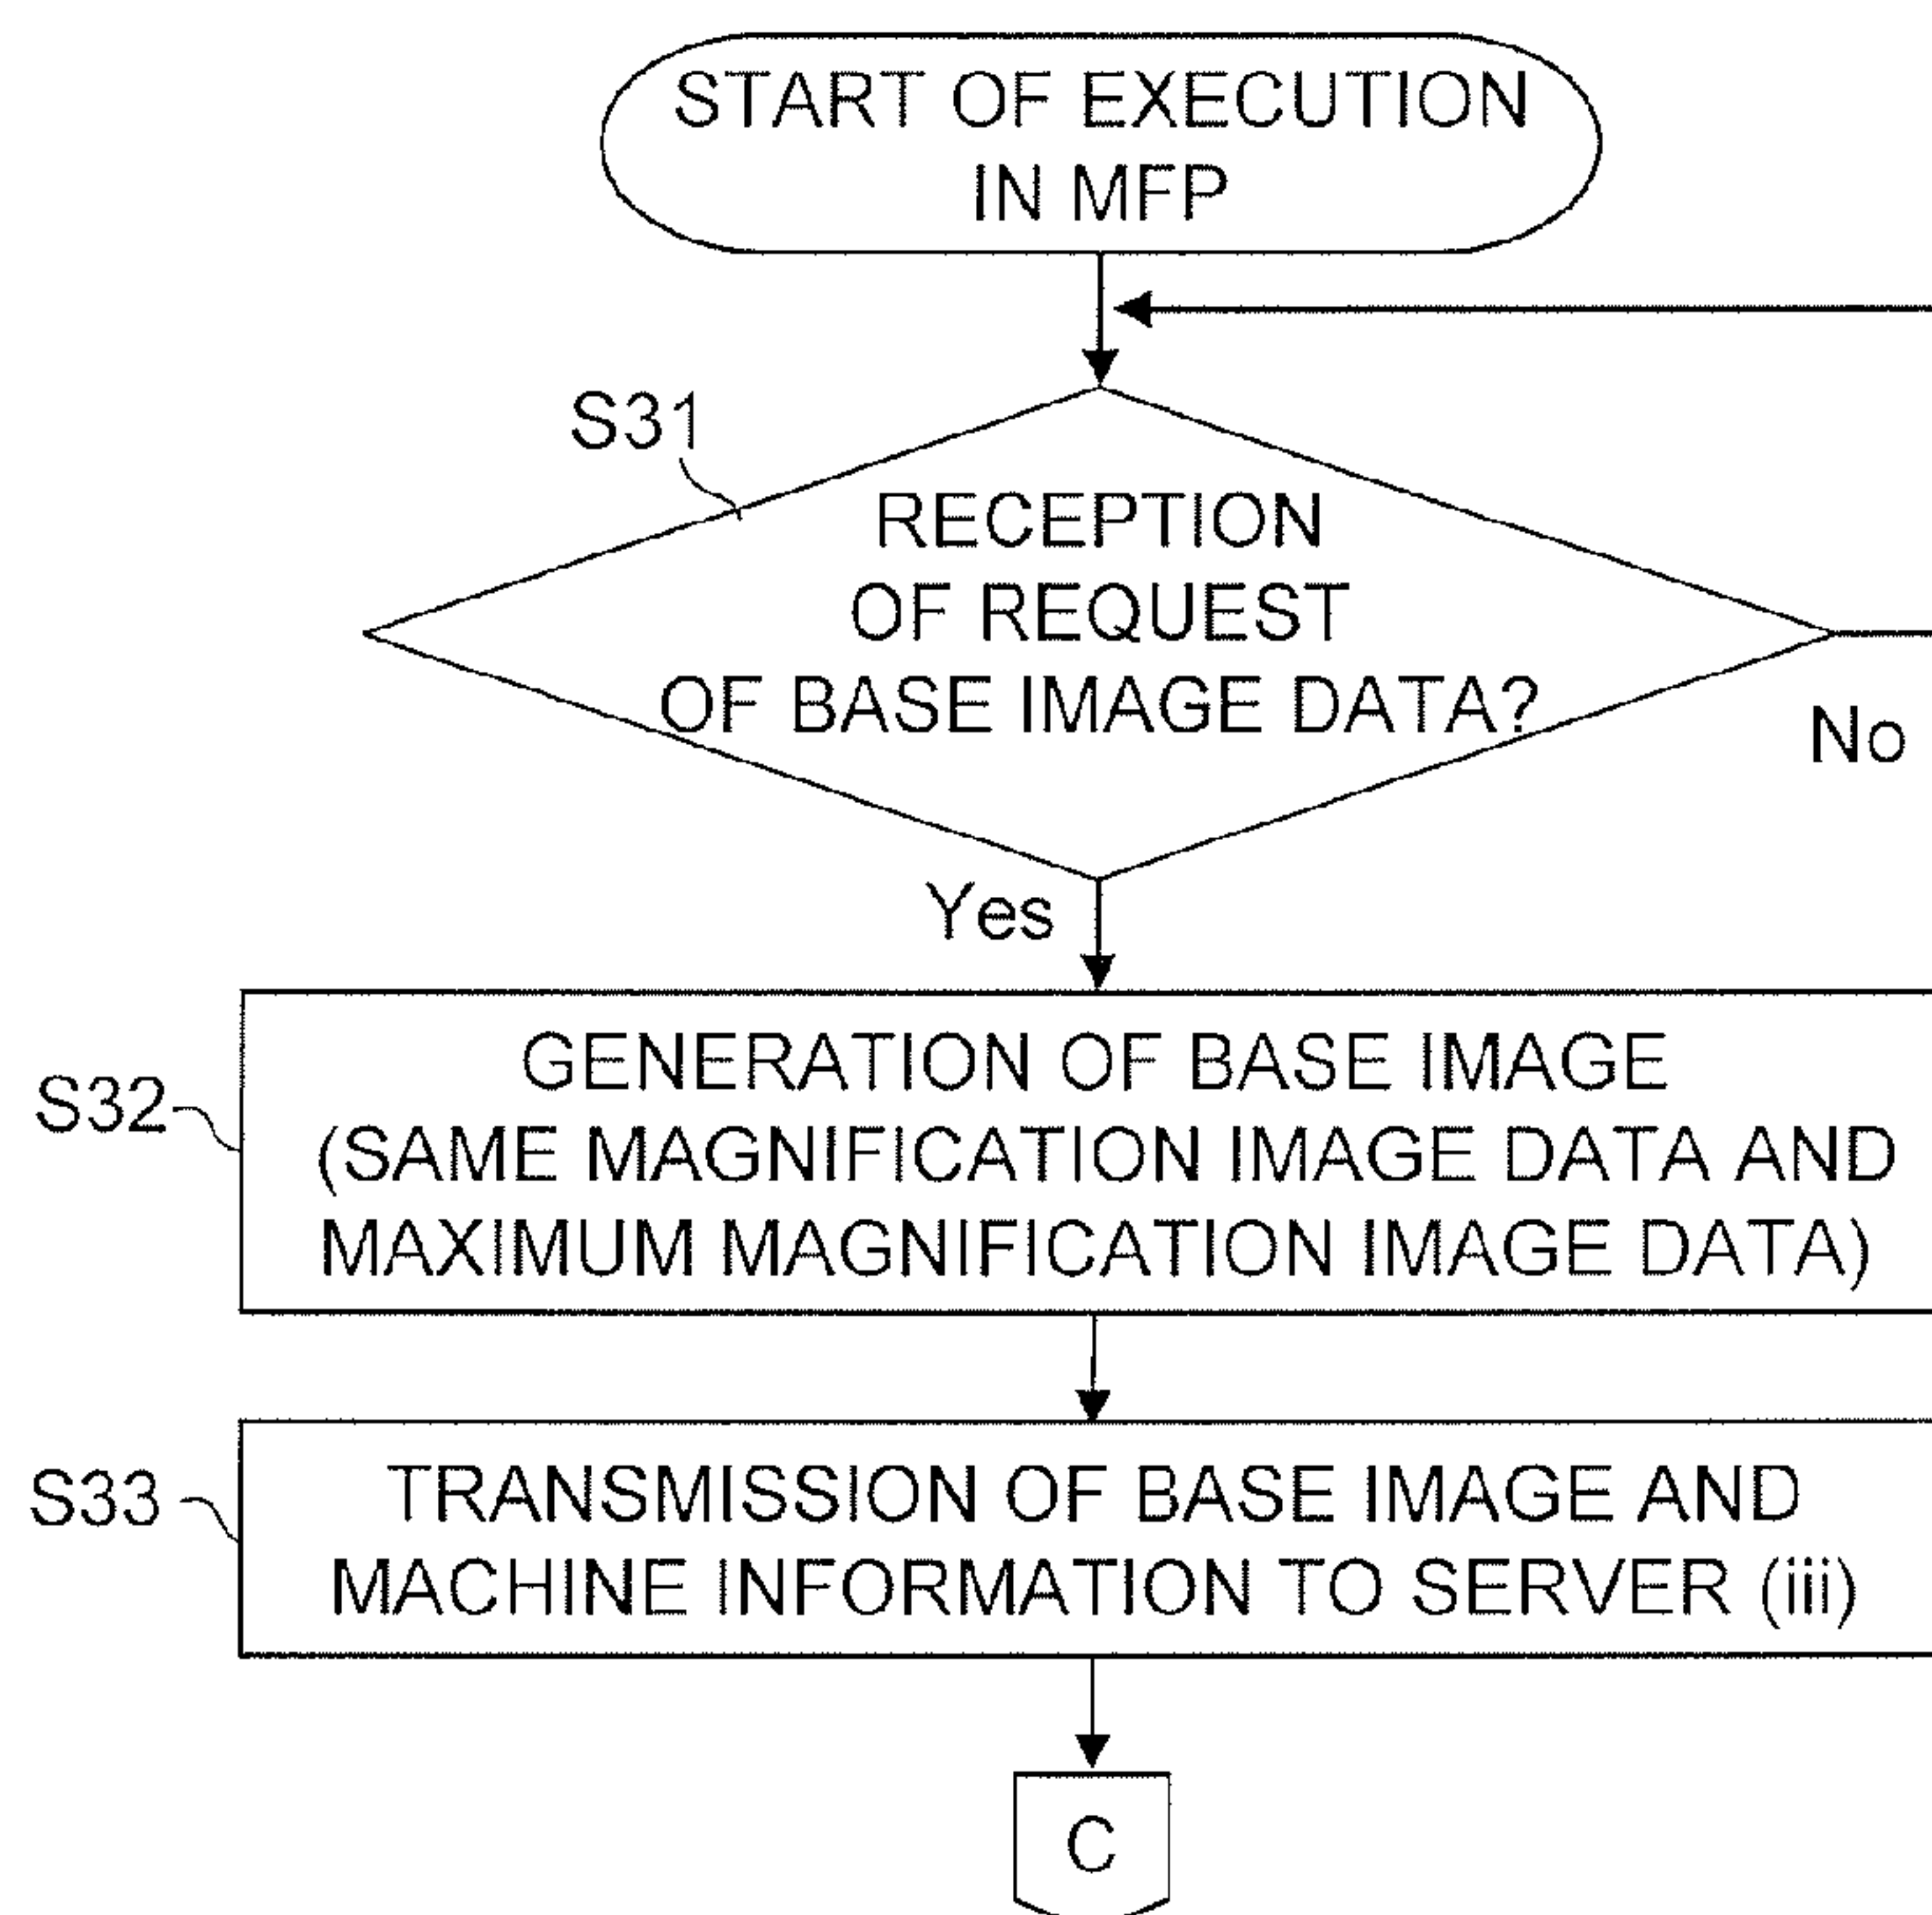 START OF EXECUTION
IN MFP
S31
RECEPTION
OF REQUEST
OF BASE IMAGE DATA?
No
Yes
S32
GENERATION OF BASE IMAGE
(SAME MAGNIFICATION IMAGE DATA AND
MAXIMUM MAGNIFICATION IMAGE DATA)
S33
TRANSMISSION OF BASE IMAGE AND
MACHINE INFORMATION TO SERVER (iii)
C